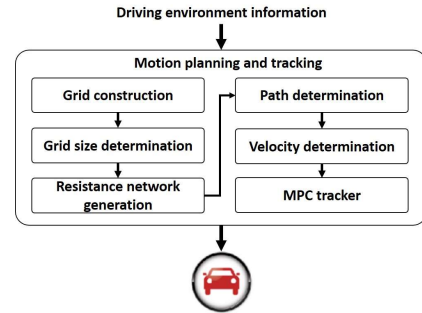 Driving environment information
Motion planning and tracking
Grid construction
Grid size determination
Resistance network
generation
Path determination
Velocity determination
MPC tracker